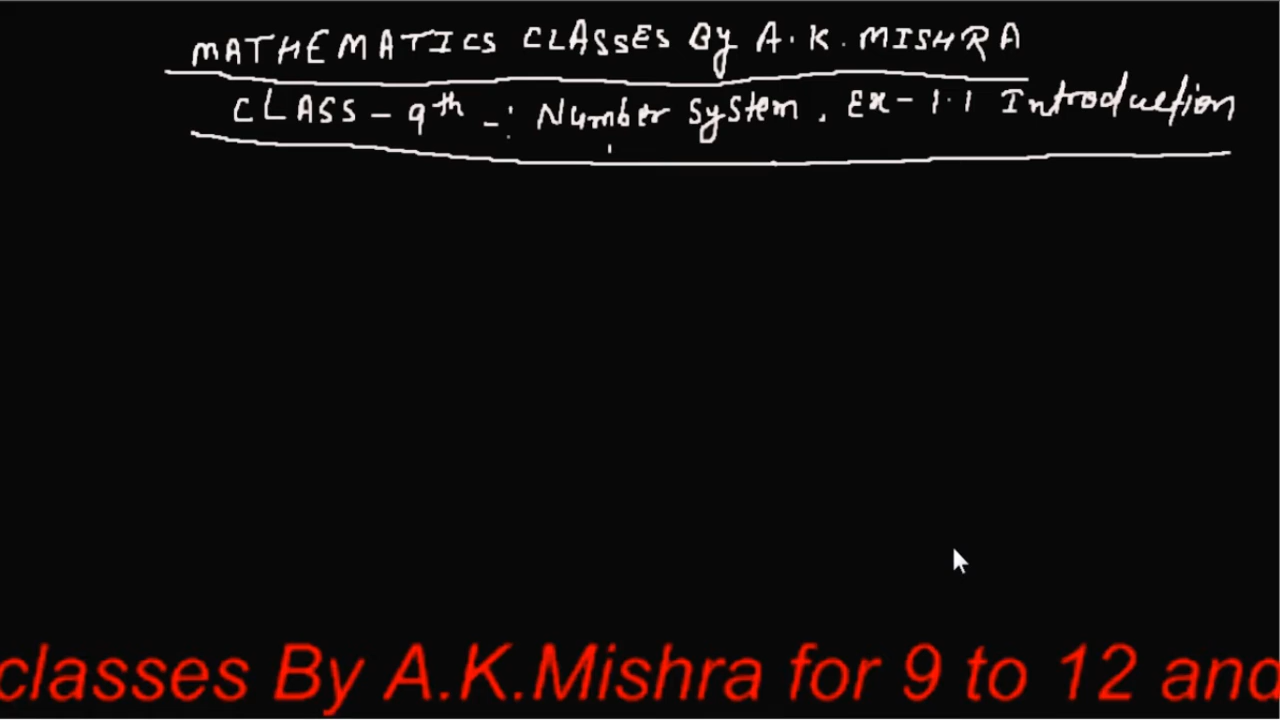 MATHEMATICS CLASSES By A. K. MISHRA
CLASS - 9th -: Number System. Ex - 1.1 Introduction
classes By A.K.Mishra for 9 to 12 and